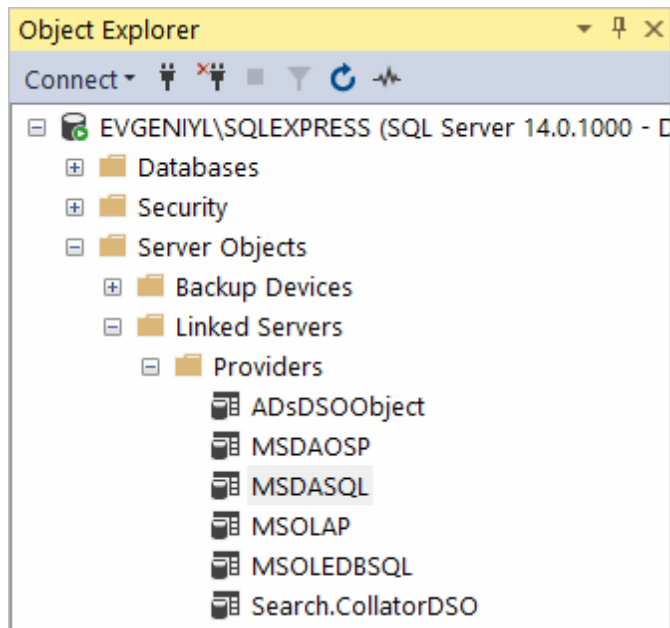 Object Explorer
Connect
EVGENIYL\SQLEXPRESS (SQL Server 14.0.1000 - D
Databases
Security
Server Objects
Backup Devices
Linked Servers
Providers
ADsDSOObject
MSDAOSP
MSDASQL
MSOLAP
MSOLEDBSQL
Search.CollatorDSO